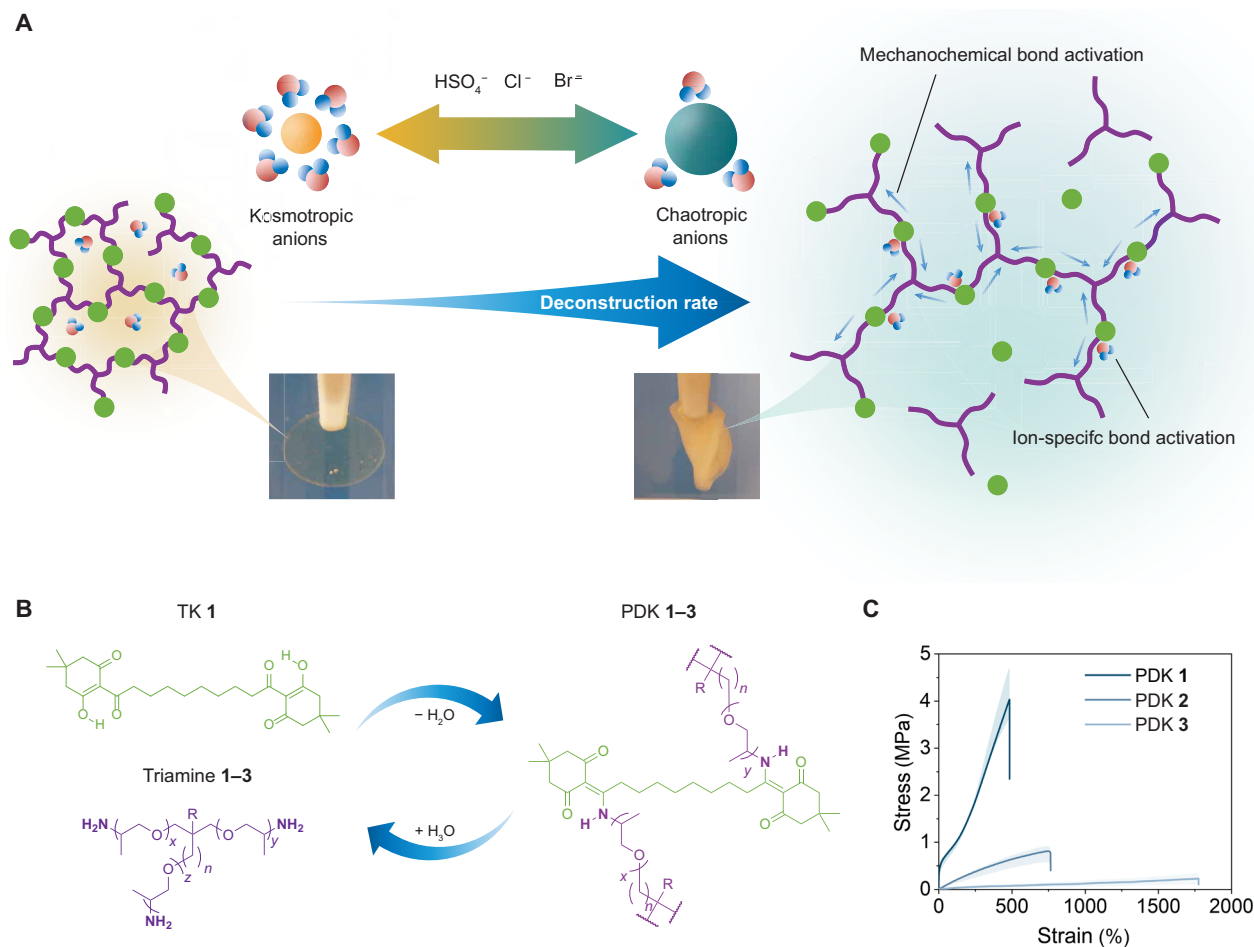 A
HSO₄⁻ Cl⁻ Br⁼
Mechanochemical bond activation
Kosmotropic
anions
Chaotropic
anions
Deconstruction rate
Ion-specifc bond activation
B
TK 1
PDK 1–3
O
H
O
O
O
O
H
O
− H₂O
+ H₃O
Triamine 1–3
H₂N
O
x
R
O
y
NH₂
O
z
n
NH₂
R
n
O
y
N
H
O
O
O
O
H
N
x
O
n
R
C
Stress (MPa)
5
4
3
2
1
0
PDK 1
PDK 2
PDK 3
0
500
1000
1500
2000
Strain (%)